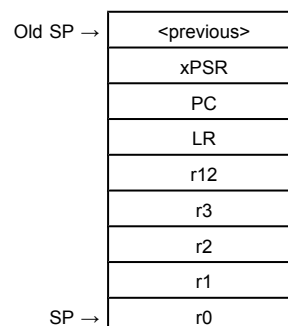 Old SP → <previous>
xPSR
PC
LR
r12
r3
r2
r1
SP → r0